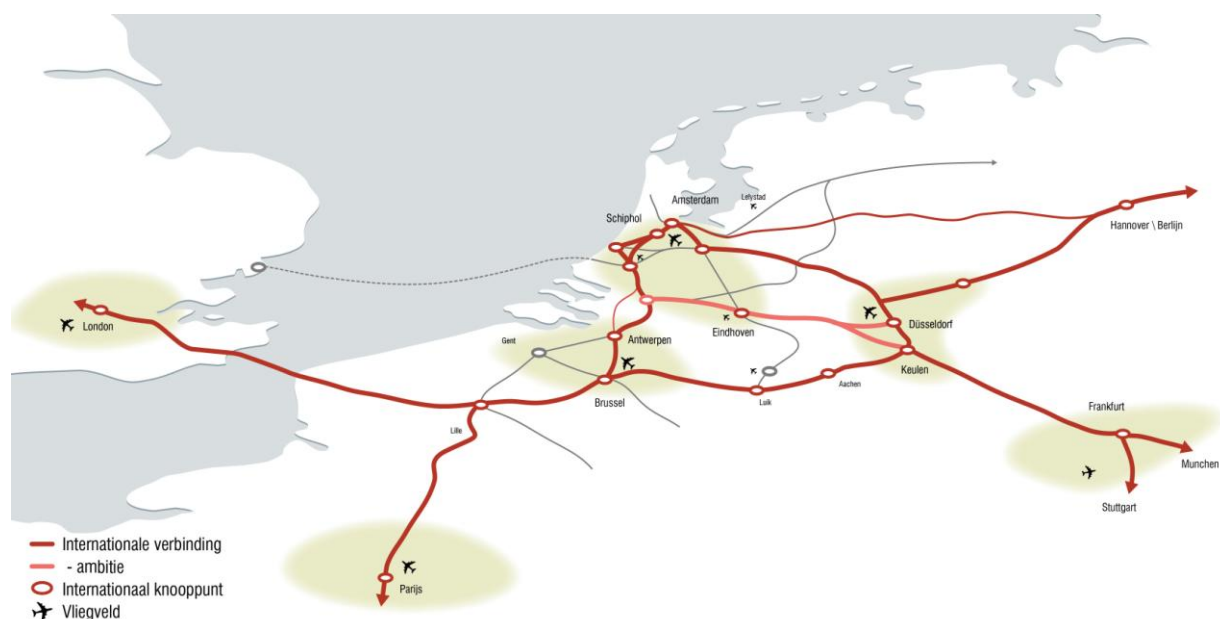 Amsterdam
Lelystad
Schiphol
Hannover \ Berlijn
London
Düsseldorf
Eindhoven
Antwerpen
Gent
Keulen
Aachen
Brussel
Luik
Frankfurt
Lille
Munchen
Stuttgart
Internationale verbinding
- ambitie
Internationaal knooppunt
Parijs
Vliegveld